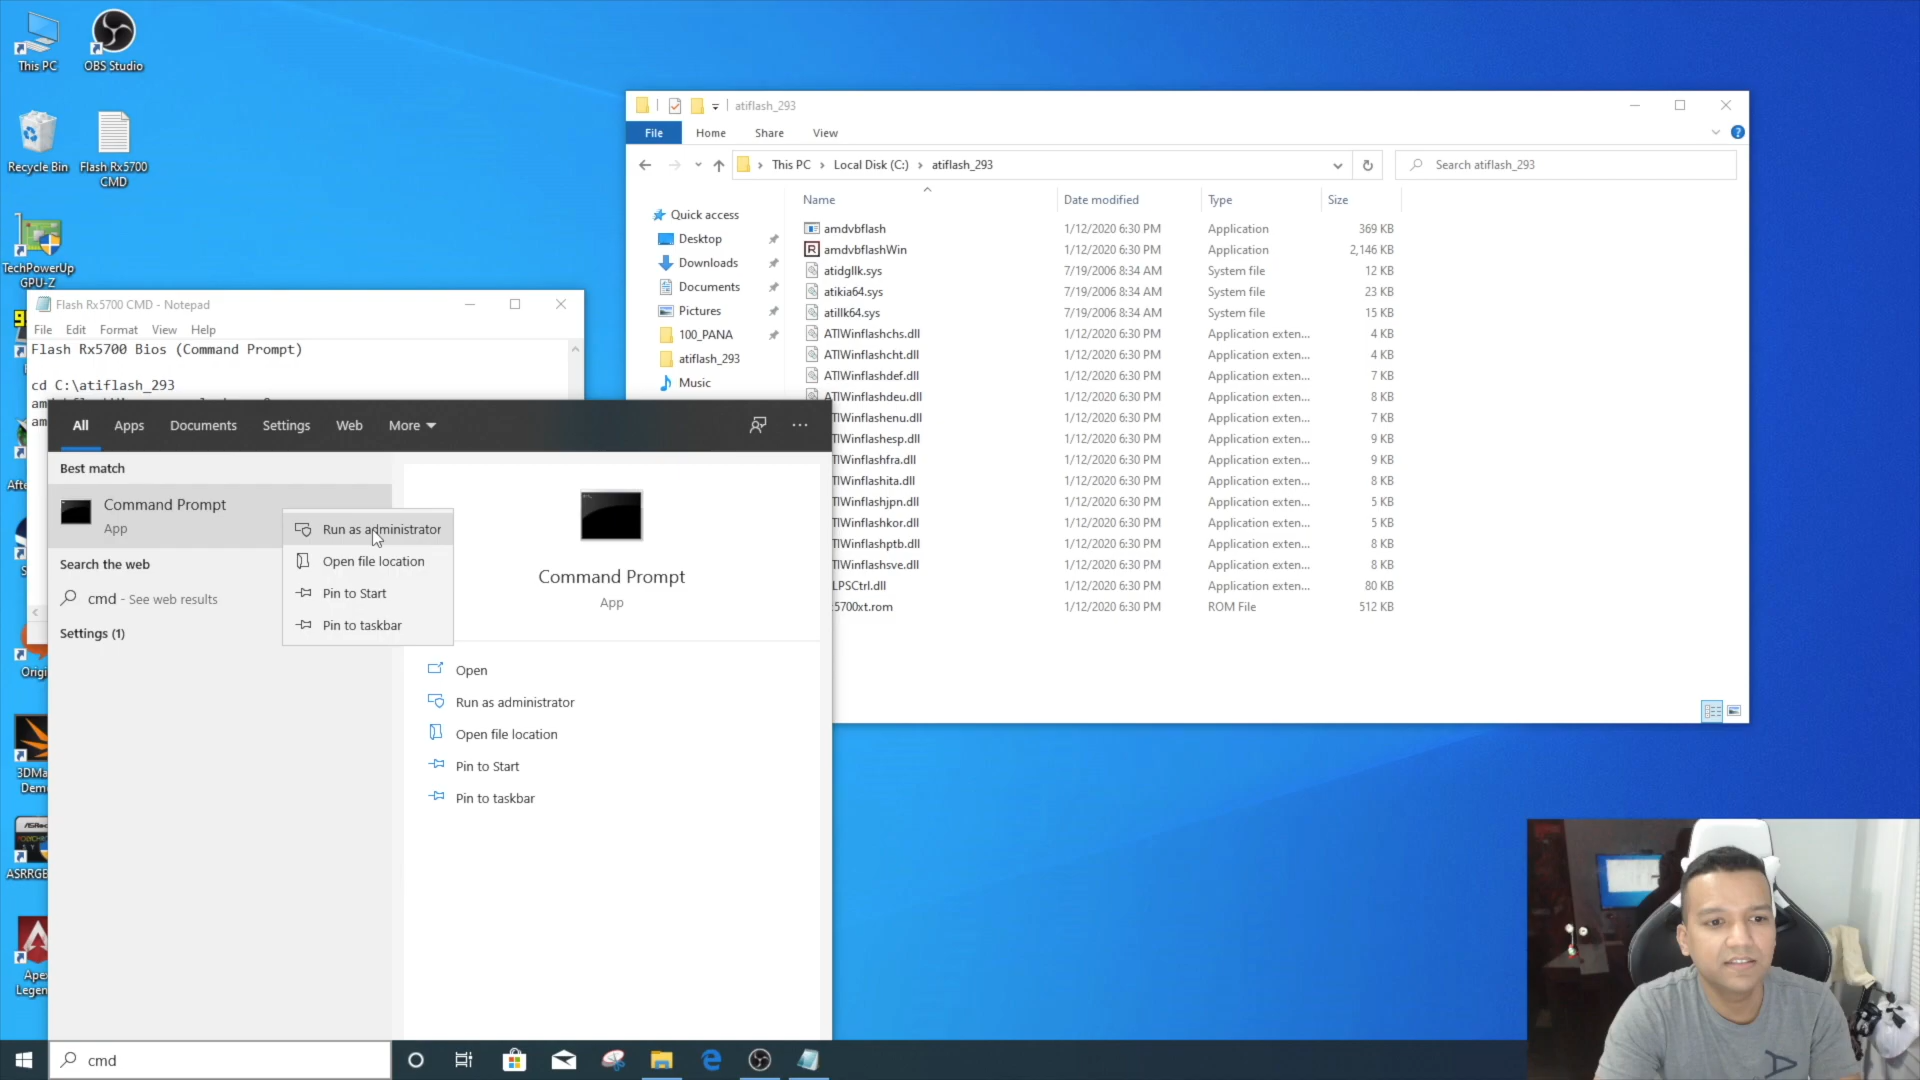 This PC
OBS Studio
Recycle Bin
Flash Rx5700
CMD
TechPowerUp
GPU-Z
Flash Rx5700 CMD - Notepad
File Edit Format View Help
Flash Rx5700 Bios (Command Prompt)
cd C:\atiflash_293
am
am
All Apps Documents Settings Web More
Best match
Command Prompt
App
Run as administrator
Open file location
Pin to Start
Pin to taskbar
Search the web
cmd - See web results
Settings (1)
Command Prompt
App
Open
Run as administrator
Open file location
Pin to Start
Pin to taskbar
Afte
Origi
3DMa
Dem
ASRRGE
Apex
Legen
cmd
atiflash_293
File Home Share View
This PC > Local Disk (C:) > atiflash_293
Search atiflash_293
Quick access
Desktop
Downloads
Documents
Pictures
100_PANA
atiflash_293
Music
Name Date modified Type Size
amdvbflash 1/12/2020 6:30 PM Application 369 KB
amdvbflashWin 1/12/2020 6:30 PM Application 2,146 KB
atidgllk.sys 7/19/2006 8:34 AM System file 12 KB
atikia64.sys 7/19/2006 8:34 AM System file 23 KB
atillk64.sys 7/19/2006 8:34 AM System file 15 KB
ATIWinflashchs.dll 1/12/2020 6:30 PM Application exten... 4 KB
ATIWinflashcht.dll 1/12/2020 6:30 PM Application exten... 4 KB
ATIWinflashdef.dll 1/12/2020 6:30 PM Application exten... 7 KB
ATIWinflashdeu.dll 1/12/2020 6:30 PM Application exten... 8 KB
TIWinflashenu.dll 1/12/2020 6:30 PM Application exten... 7 KB
TIWinflashesp.dll 1/12/2020 6:30 PM Application exten... 9 KB
TIWinflashfra.dll 1/12/2020 6:30 PM Application exten... 9 KB
TIWinflashita.dll 1/12/2020 6:30 PM Application exten... 8 KB
TIWinflashjpn.dll 1/12/2020 6:30 PM Application exten... 5 KB
TIWinflashkor.dll 1/12/2020 6:30 PM Application exten... 5 KB
TIWinflashptb.dll 1/12/2020 6:30 PM Application exten... 8 KB
TIWinflashsve.dll 1/12/2020 6:30 PM Application exten... 8 KB
LPSCtrl.dll 1/12/2020 6:30 PM Application exten... 80 KB
5700xt.rom 1/12/2020 6:30 PM ROM File 512 KB